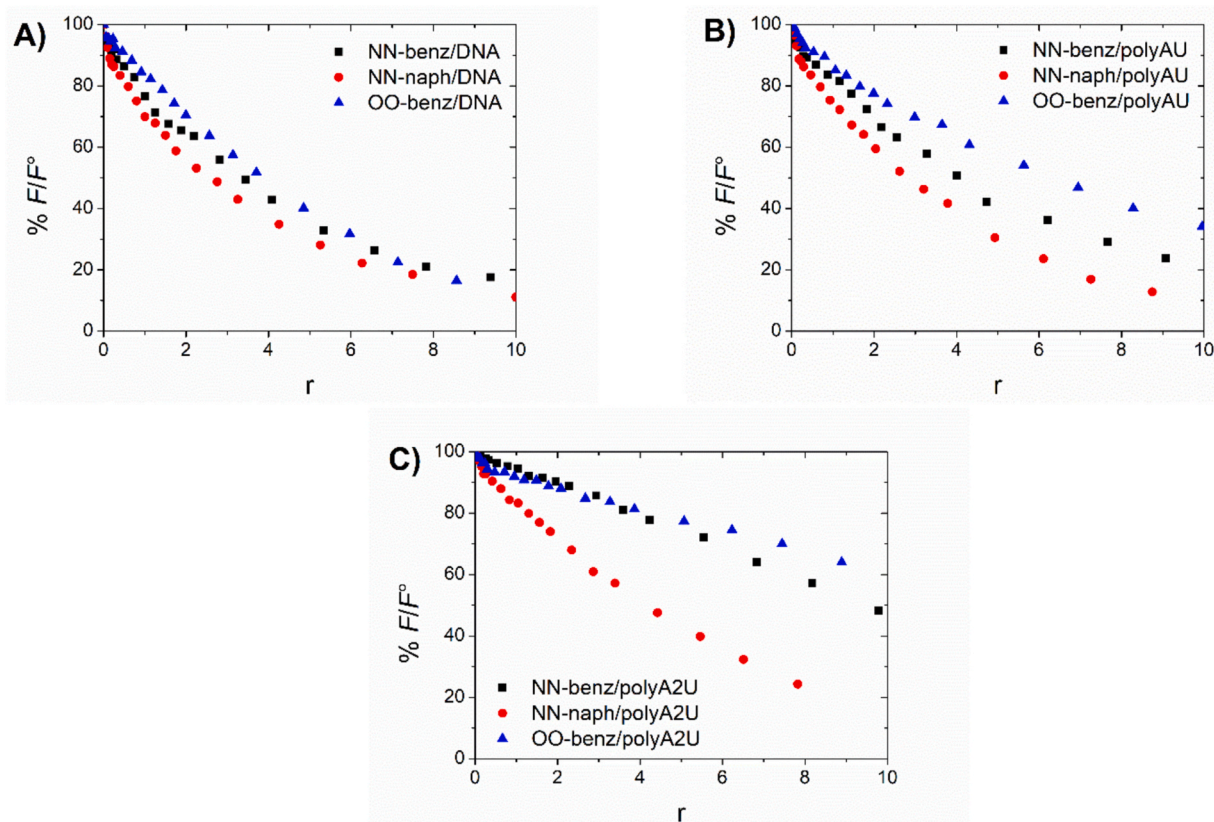 A)
100
80
60
40
20
0
% F/F°
NN-benz/DNA
NN-naph/DNA
OO-benz/DNA
0 2 4 6 8 10
r
B)
100
80
60
40
20
0
% F/F°
NN-benz/polyAU
NN-naph/polyAU
OO-benz/polyAU
0 2 4 6 8 10
r
C)
100
80
60
40
20
0
% F/F°
NN-benz/polyA2U
NN-naph/polyA2U
OO-benz/polyA2U
0 2 4 6 8 10
r